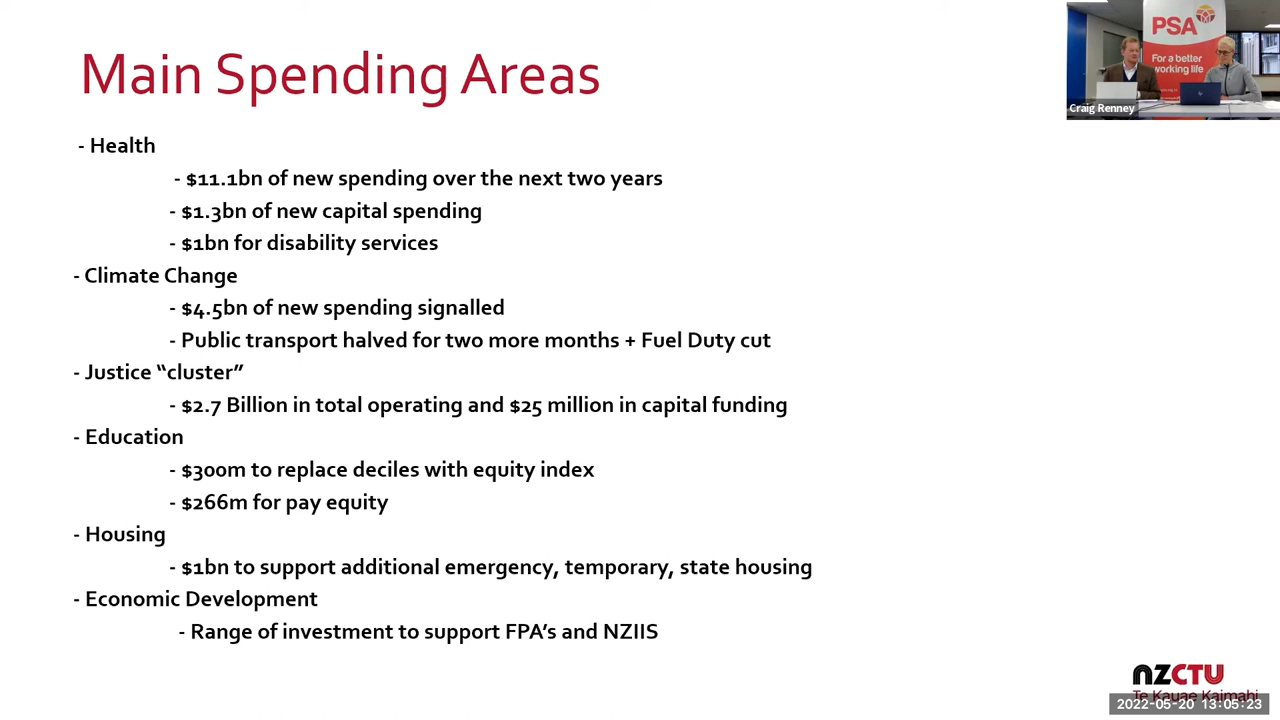 Main Spending Areas
- Health
- $11.1bn of new spending over the next two years
- $1.3bn of new capital spending
- $1bn for disability services
- Climate Change
- $4.5bn of new spending signalled
- Public transport halved for two more months + Fuel Duty cut
- Justice “cluster”
- $2.7 Billion in total operating and $25 million in capital funding
- Education
- $300m to replace deciles with equity index
- $266m for pay equity
- Housing
- $1bn to support additional emergency, temporary, state housing
- Economic Development
- Range of investment to support FPA’s and NZIIS
PSA
For a better
working life
Craig Renney
NZCTU
Te Kauae Kaimahi
2022-05-20 13:05:23